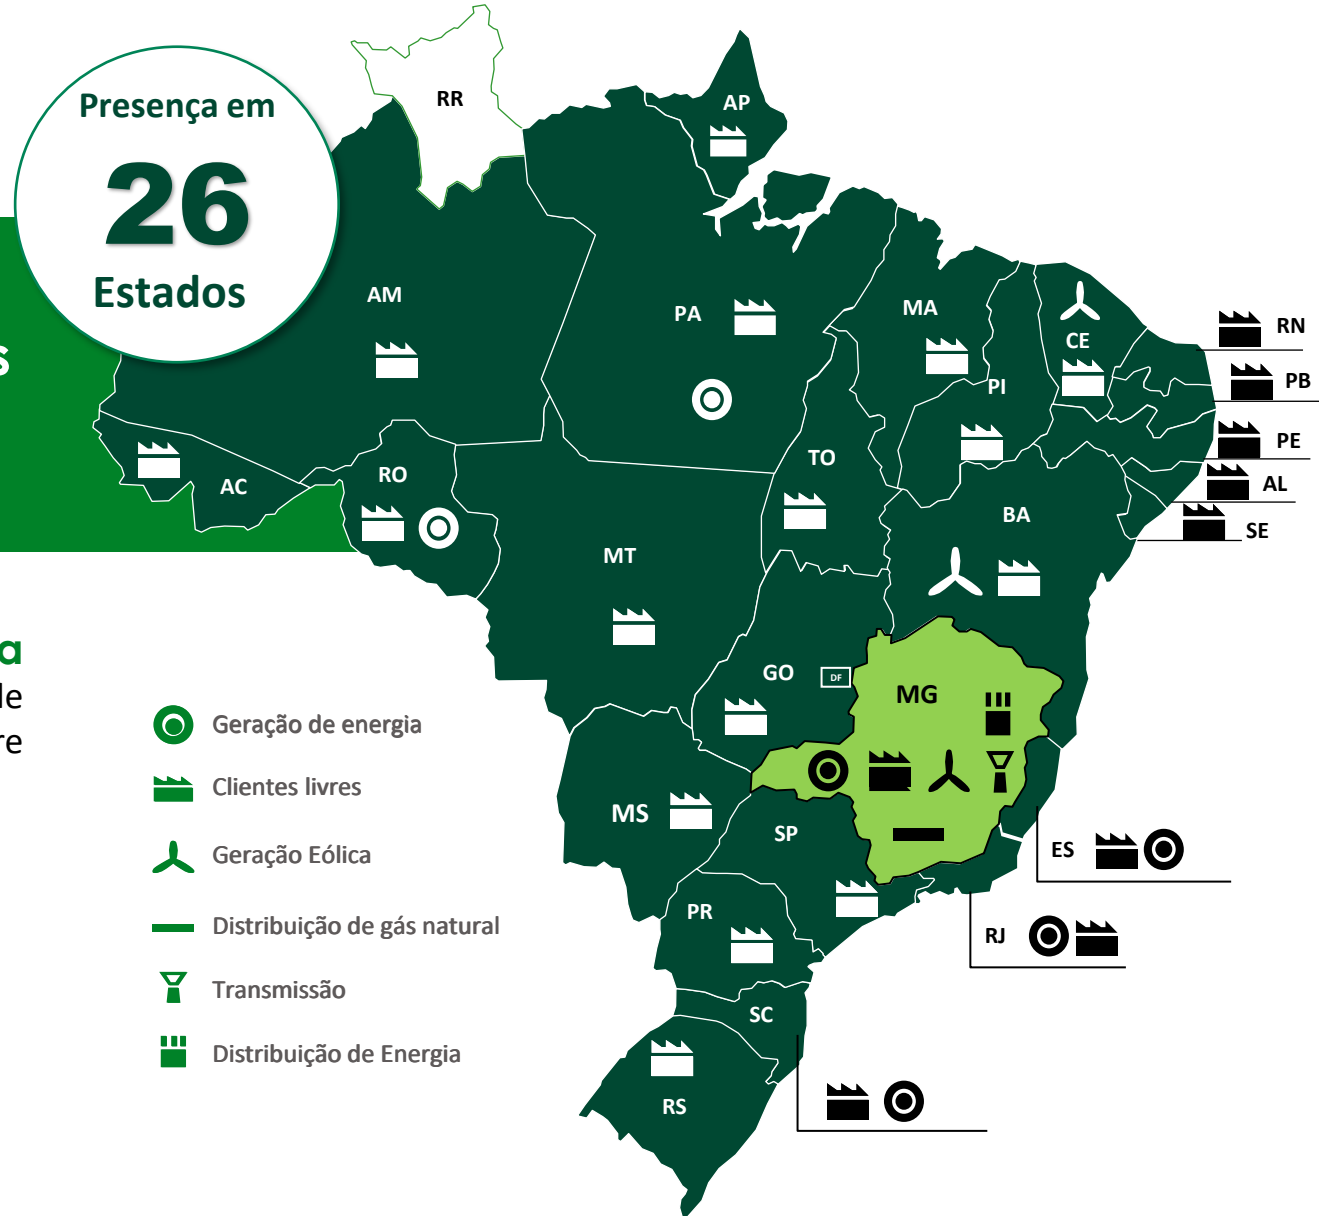 Presença em
26
Estados
s
a
de
re
RR
AP
AM
PA
MA
CE
PI
RN
PB
PE
AL
SE
TO
AC
RO
BA
MT
GO
DF
MG
MS
SP
ES
PR
RJ
SC
RS
Geração de energia
Clientes livres
Geração Eólica
Distribuição de gás natural
Transmissão
Distribuição de Energia